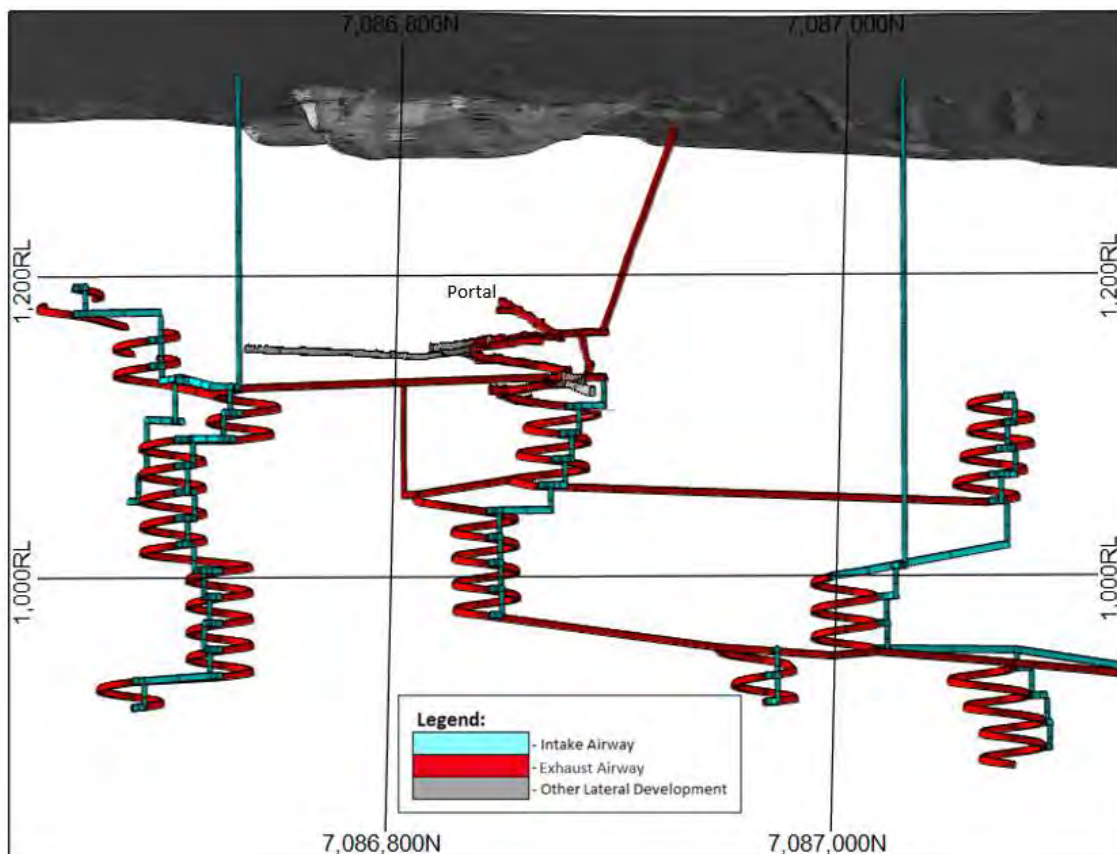 7,086,800N
7,087,000N
1,200RL
1,200RL
Portal
1,000RL
1,000RL
Legend:
- Intake Airway
- Exhaust Airway
- Other Lateral Development
7,086,800N
7,087,000N